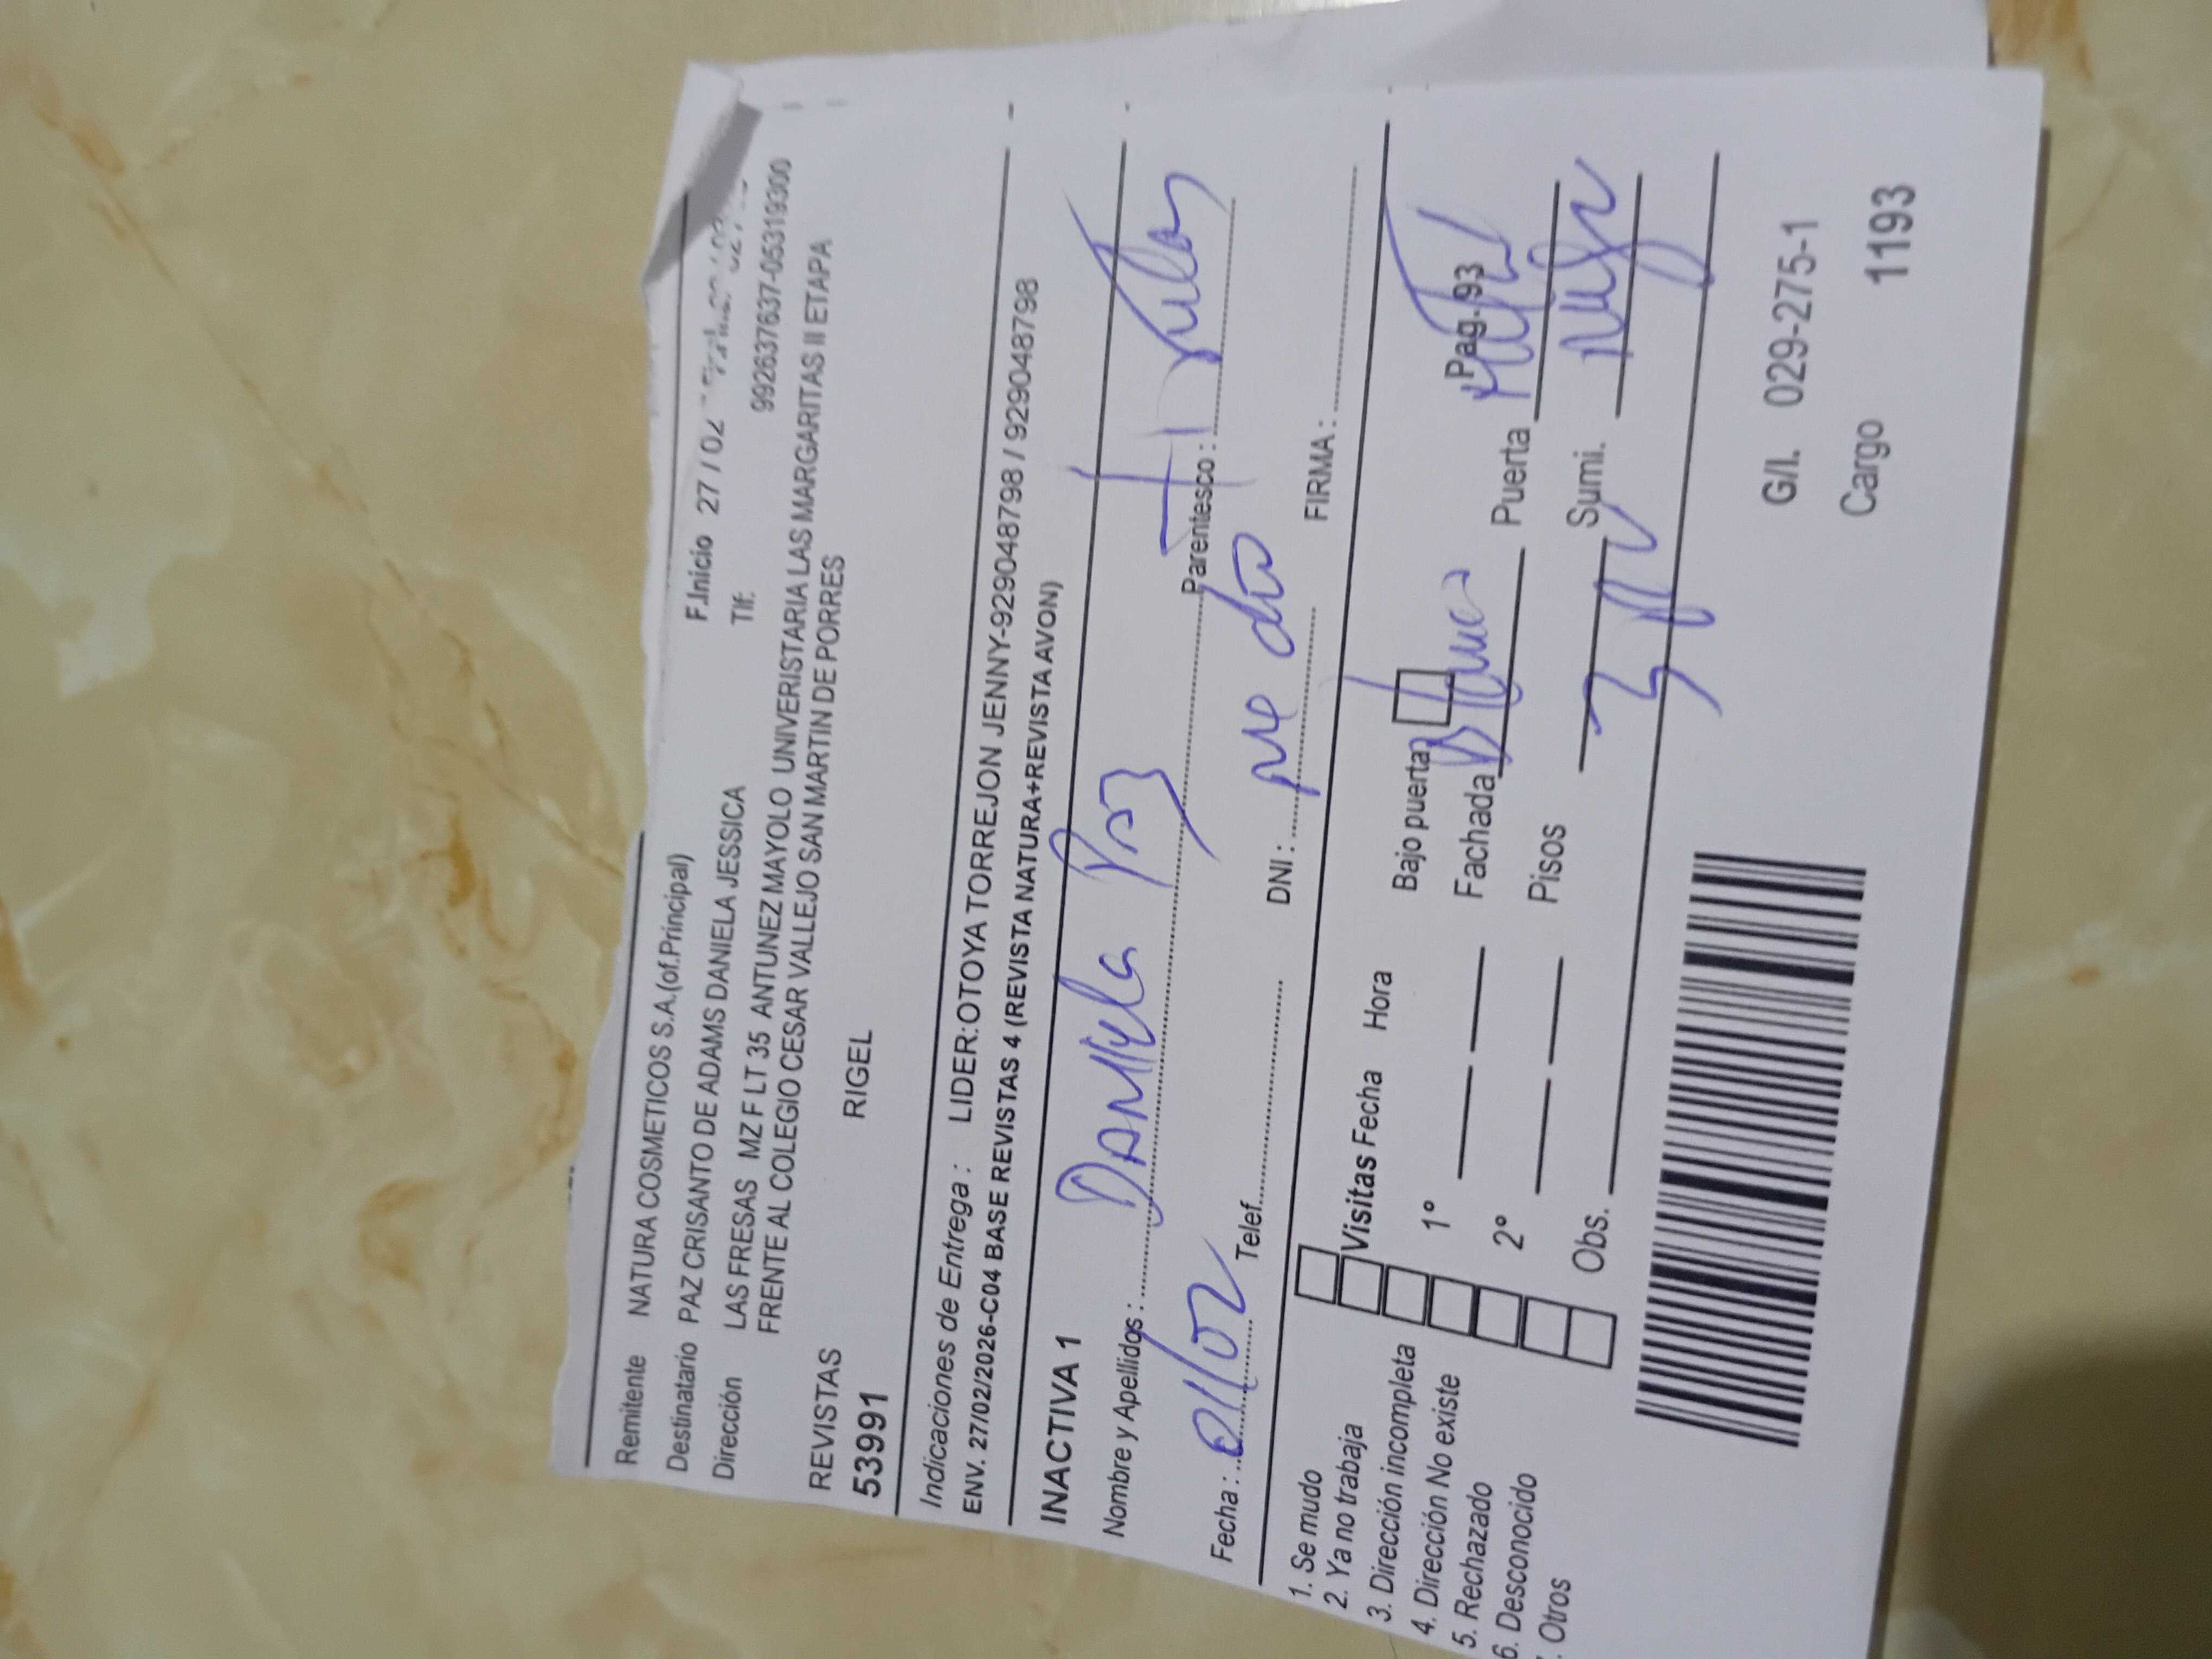 Remitente NATURA COSMETICOS S.A.(of.Principal)
Destinatario PAZ CRISANTO DE ADAMS DANIELA JESSICA F.Inicio 27 / 02
Dirección LAS FRESAS MZ F LT 35 ANTUNEZ MAYOLO UNIVERISTARIA LAS MARGARITAS II ETAPA Tlf. 992637637-05319300
FRENTE AL COLEGIO CESAR VALLEJO SAN MARTIN DE PORRES
REVISTAS RIGEL
53991
Indicaciones de Entrega : LIDER:OTOYA TORREJON JENNY-929048798 / 929048798
ENV. 27/02/2026-C04 BASE REVISTAS 4 (REVISTA NATURA+REVISTA AVON)
INACTIVA 1
Nombre y Apellidos : Daniela Paz Parentesco :
Fecha : 01/02 Telef. DNI : no dio FIRMA :
1. Se mudo
2. Ya no trabaja
3. Dirección incompleta
4. Dirección No existe
5. Rechazado
6. Desconocido
Otros
Visitas Fecha Hora Bajo puerta Pag-93
1° Fachada Puerta
2° Pisos 3 Sumi.
Obs.
G/I. 029-275-1
Cargo 1193